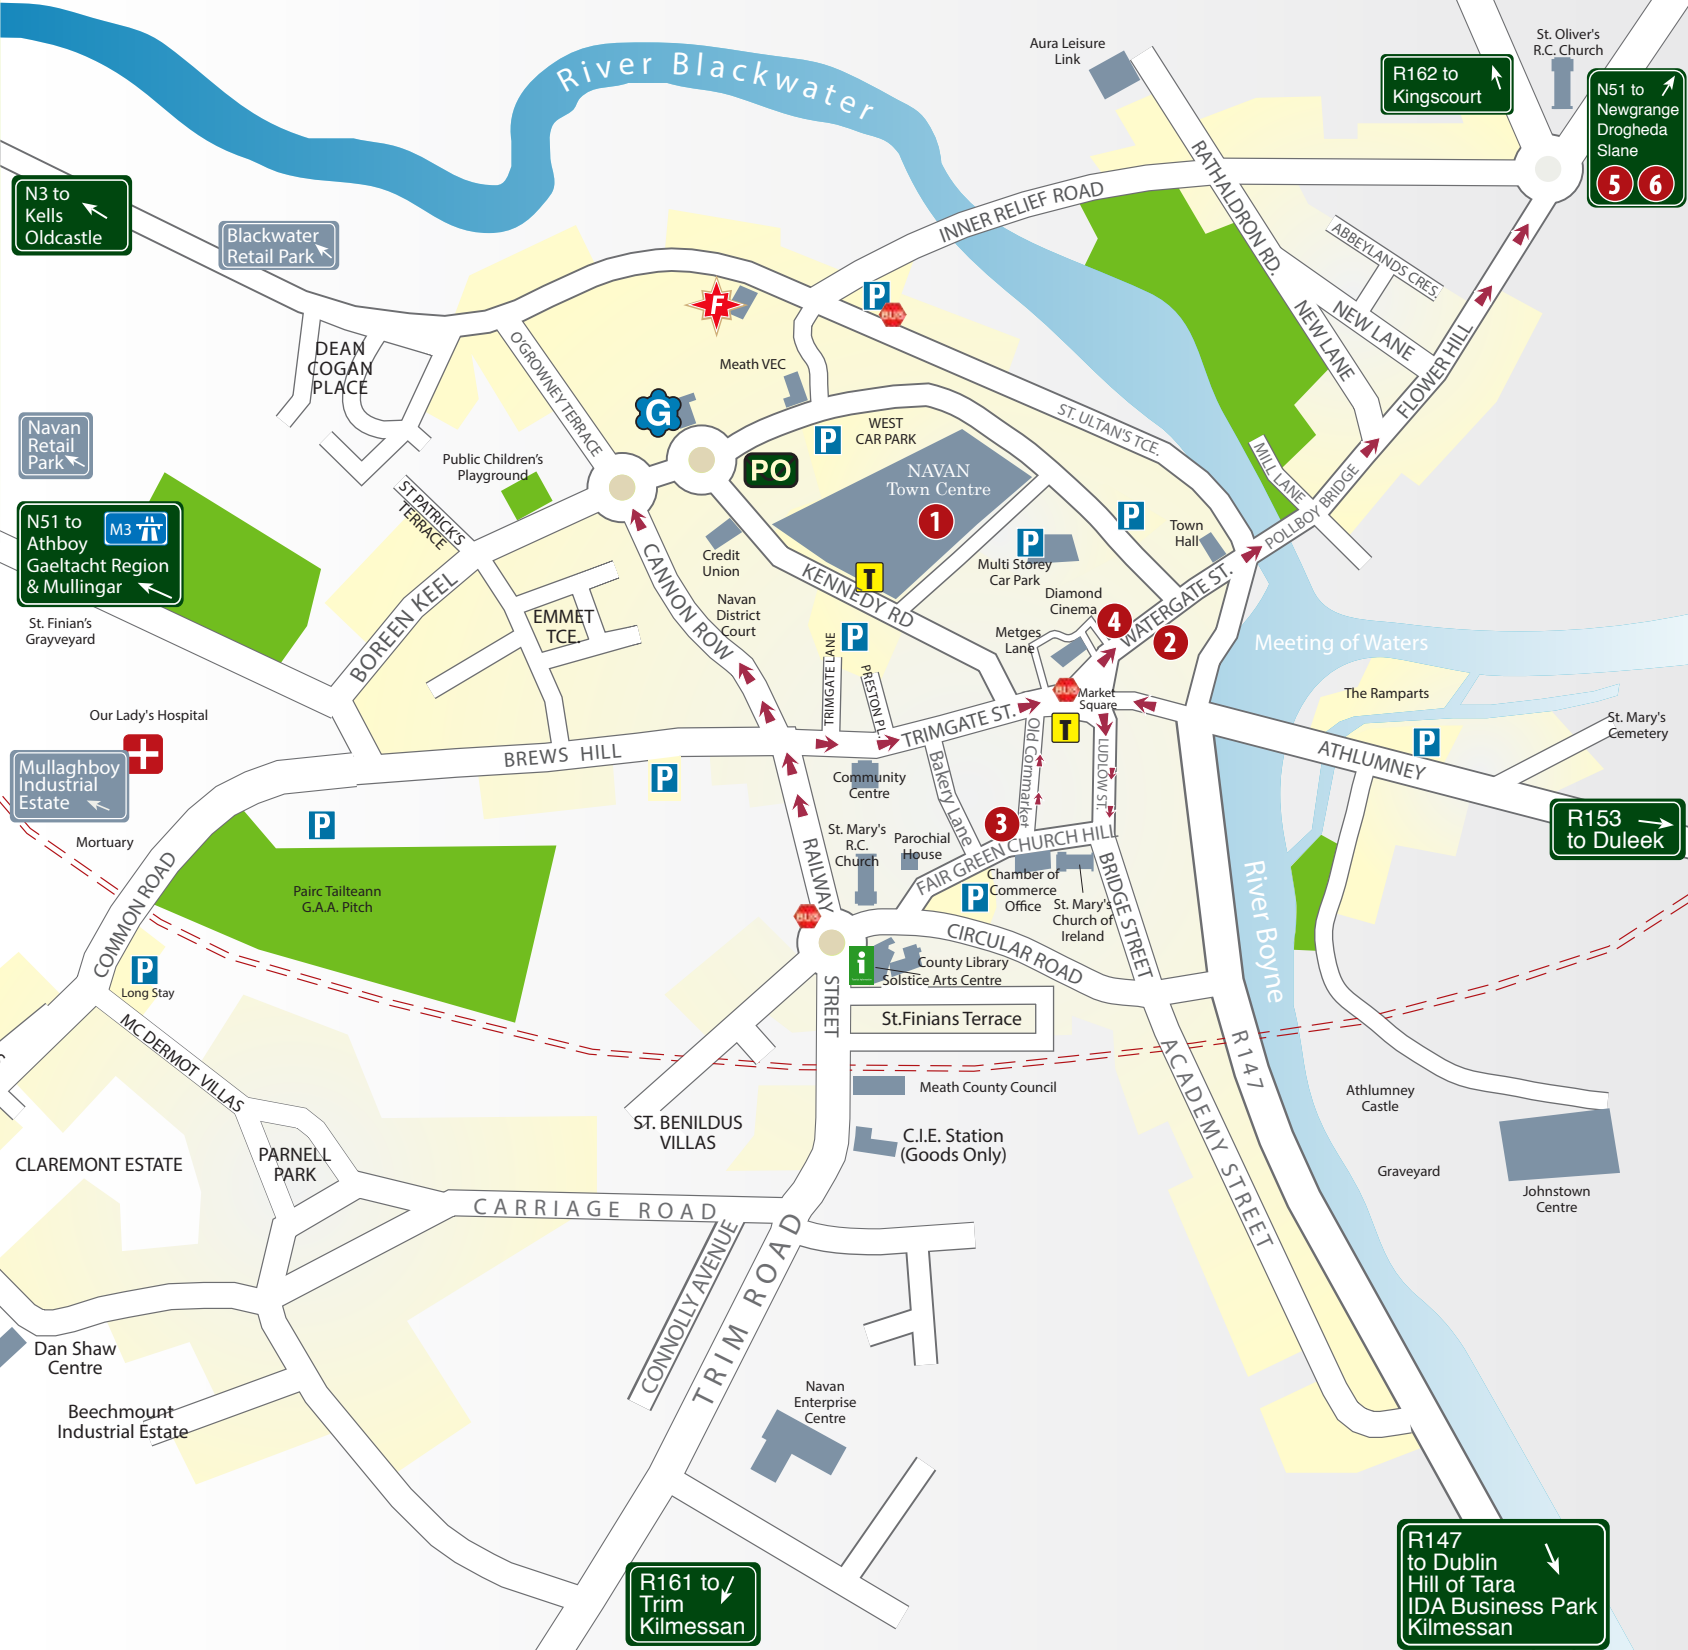 River Blackwater
Aura Leisure
Link
R162 to
Kingscourt
St. Oliver's
R.C. Church
N51 to
Newgrange
Drogheda
Slane
5 6
N3 to
Kells
Oldcastle
Blackwater
Retail Park
RATHALDRON RD.
INNER RELIEF ROAD
ABBEYLANDS CRES.
NEW LANE
NEW LANE
FLOWER HILL
P
BUS
F
DEAN
COGAN
PLACE
O'GROWNEY TERRACE
Meath VEC
G
WEST
CAR PARK
P
ST. ULTAN'S TCE.
Navan
Retail
Park
Public Children's
Playground
PO
NAVAN
Town Centre
1
MILL LANE
POLLBOY BRIDGE
ST PATRICK'S
TERRACE
N51 to
Athboy
Gaeltacht Region
& Mullingar
M3
P
Town
Hall
P
Multi Storey
Car Park
Credit
Union
CANNON ROW
T
KENNEDY RD
Diamond
Cinema
4
WATERGATE ST.
2
St. Finian's
Grayveyard
BOREEN KEEL
EMMET
TCE.
Navan
District
Court
P
Metges
Lane
Meeting of Waters
TRIMGATE LANE
PRESTON PL.
BUS
Market
Square
The Ramparts
St. Mary's
Cemetery
Our Lady's Hospital
TRIMGATE ST.
T
P
ATHLUMNEY
BREWS HILL
Mullaghboy
Industrial
Estate
P
Community
Centre
Bakery Lane
Old Cornmarket
LUDLOW ST.
R153
to Duleek
P
Mortuary
St. Mary's
R.C.
Church
Parochial
House
3
FAIR GREEN CHURCH HILL
COMMON ROAD
Pairc Tailteann
G.A.A. Pitch
RAILWAY
P
Chamber of
Commerce
Office
St. Mary's
Church of
Ireland
BRIDGE STREET
River Boyne
BUS
CIRCULAR ROAD
i
County Library
Solstice Arts Centre
P
Long Stay
STREET
St.Finians Terrace
MC DERMOT VILLAS
R147
ACADEMY STREET
Meath County Council
Athlumney
Castle
ST. BENILDUS
VILLAS
C.I.E. Station
(Goods Only)
CLAREMONT ESTATE
PARNELL
PARK
Graveyard
Johnstown
Centre
CARRIAGE ROAD
CONNOLLY AVENUE
TRIM ROAD
Dan Shaw
Centre
Beechmount
Industrial Estate
Navan
Enterprise
Centre
R161 to
Trim
Kilmessan
R147
to Dublin
Hill of Tara
IDA Business Park
Kilmessan